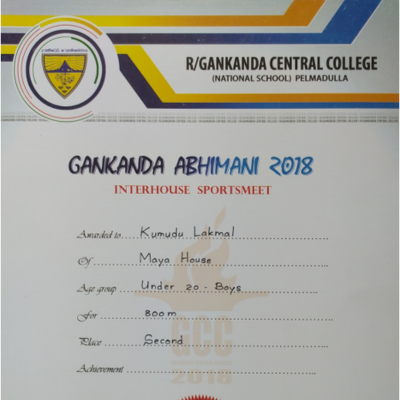 R/GANKANDA CENTRAL COLLEGE
(NATIONAL SCHOOL) PELMADULLA
GANKANDA ABHIMANI 2018
INTERHOUSE SPORTSMEET
Awarded to Kumudu Lakmal
Of Maya House
Age group Under 20 - Boys
For 800m
Place Second
Achievement
GCC
2018